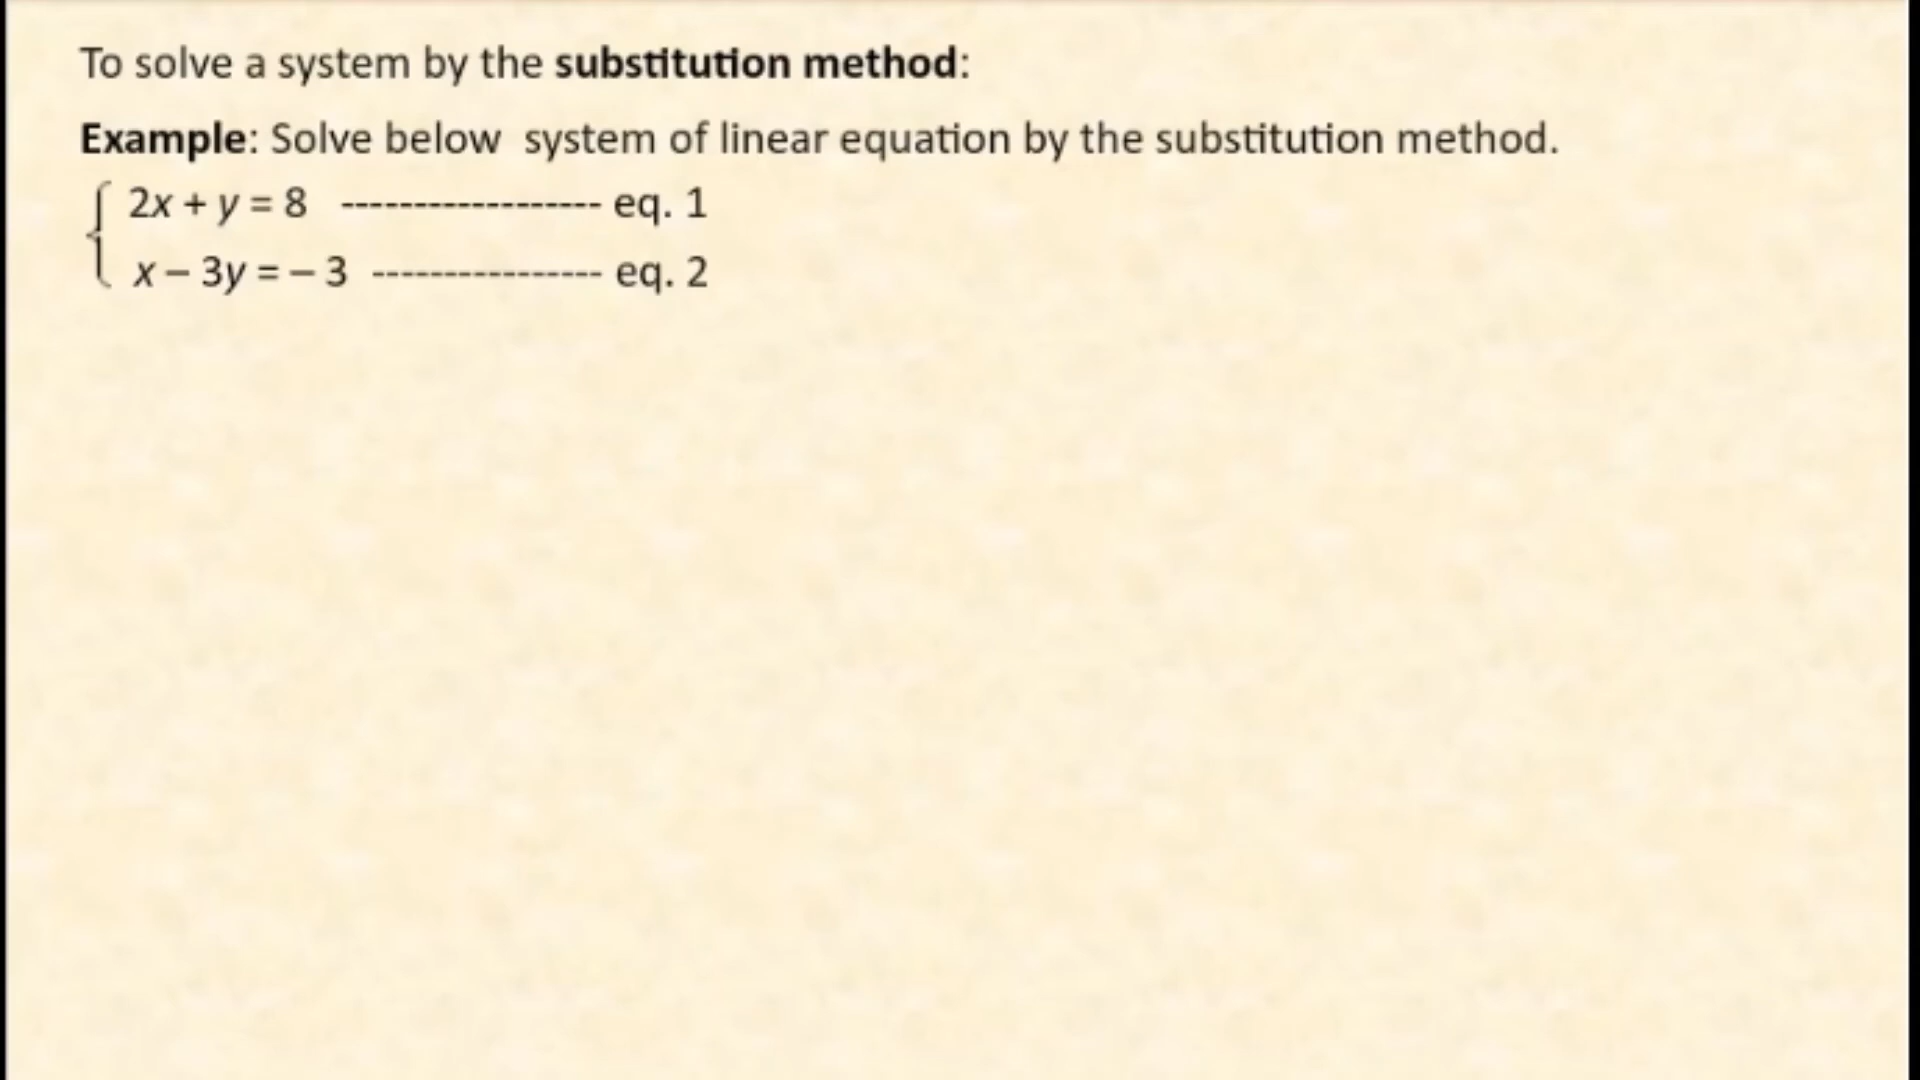 To solve a system by the substitution method:
Example: Solve below system of linear equation by the substitution method.
2x + y = 8 ------------------ eq. 1
x – 3y = – 3 ---------------- eq. 2